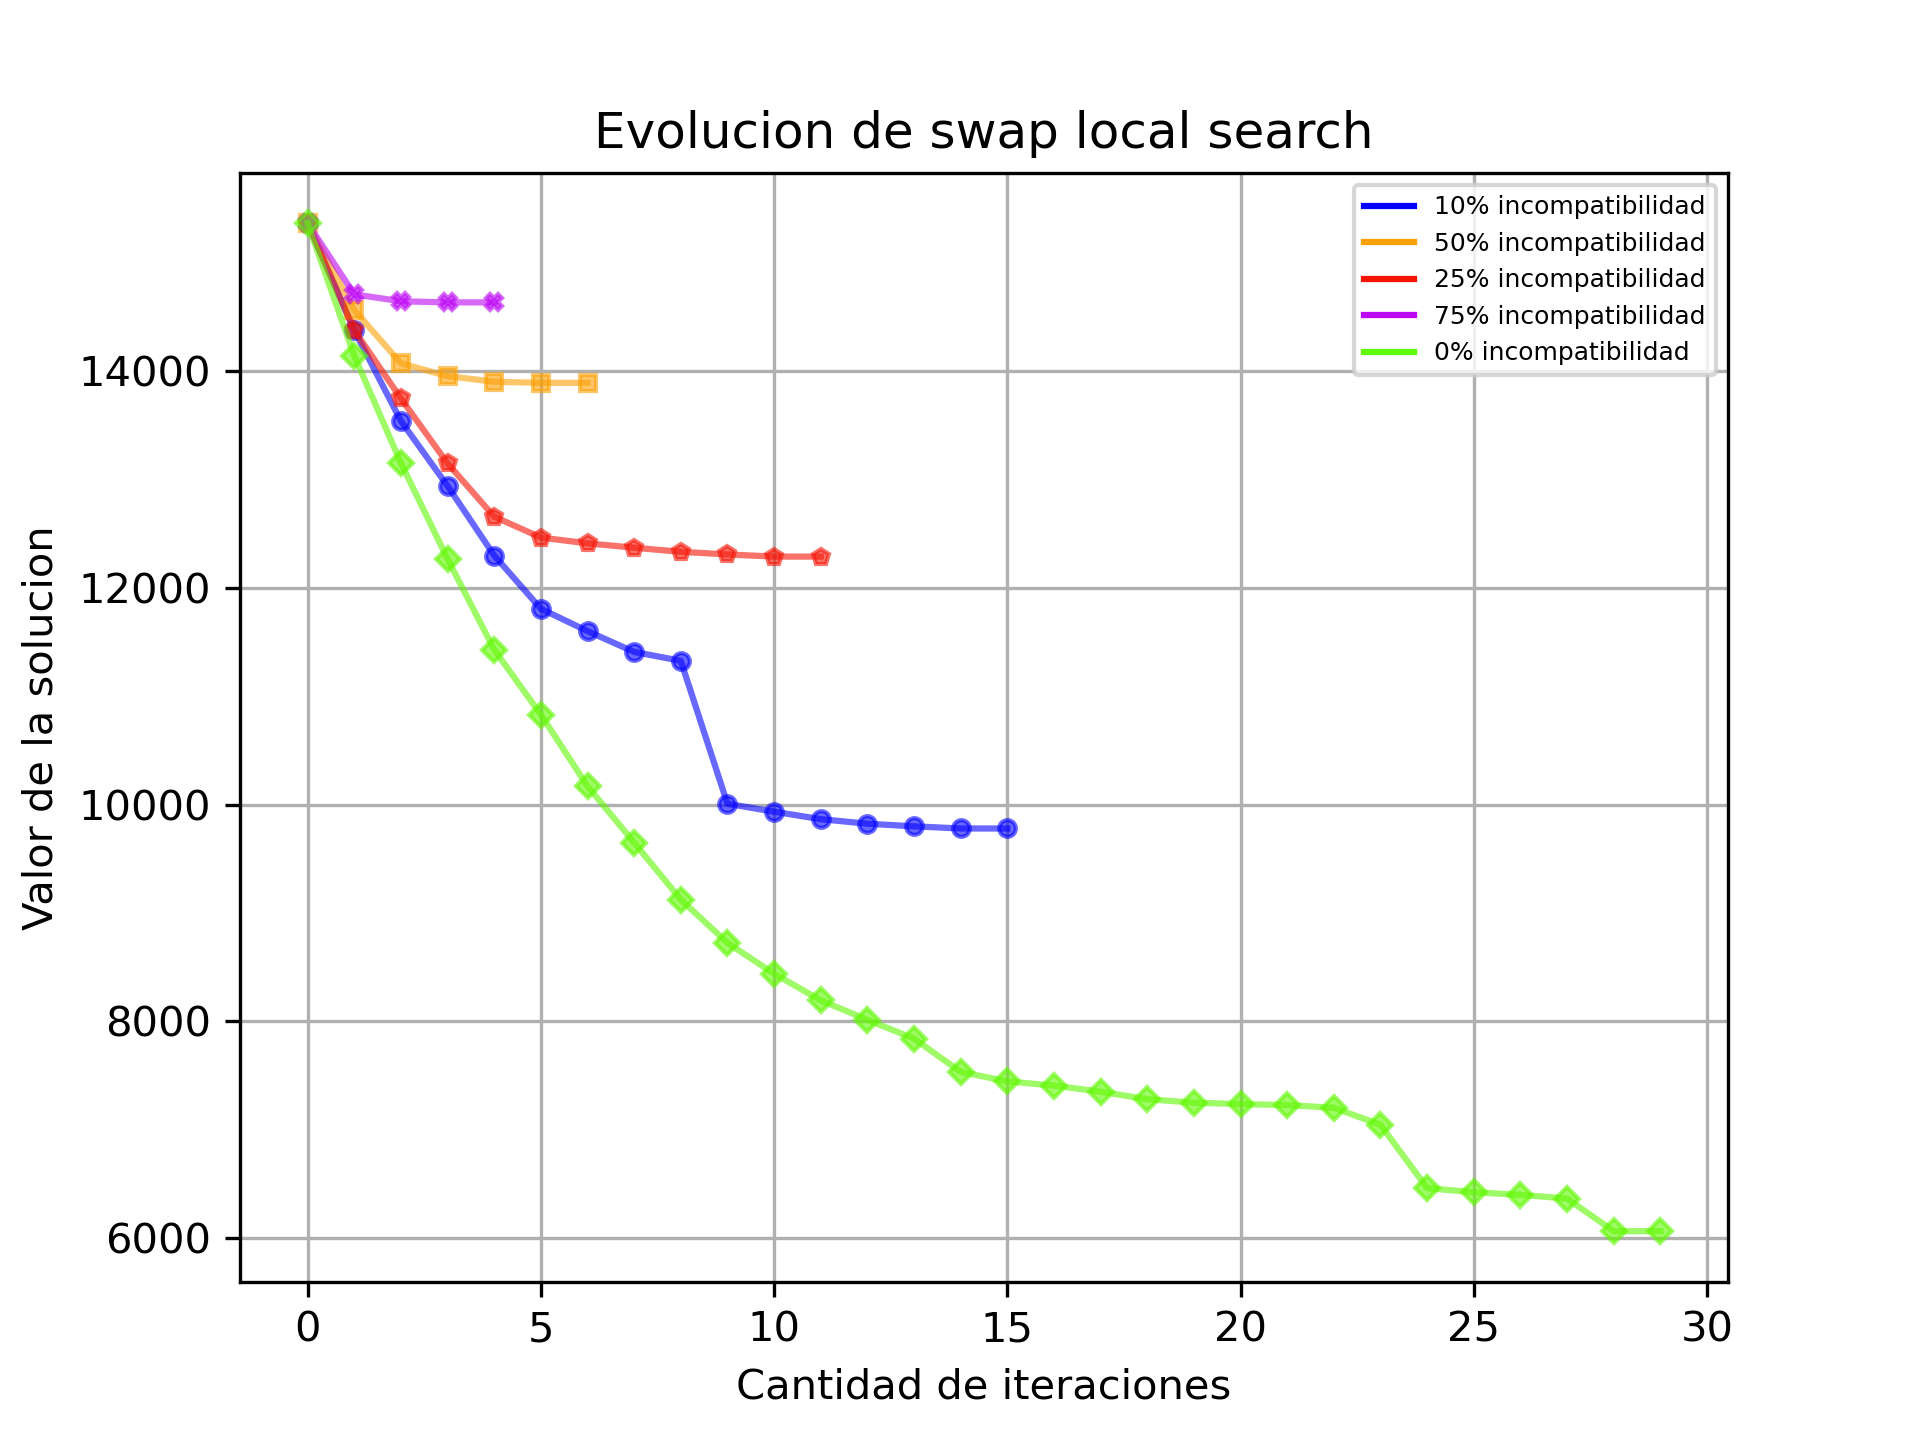 Evolucion de swap local search
10% incompatibilidad
50% incompatibilidad
25% incompatibilidad
75% incompatibilidad
0% incompatibilidad
Valor de la solucion
14000
12000
10000
8000
6000
0 5 10 15 20 25 30
Cantidad de iteraciones